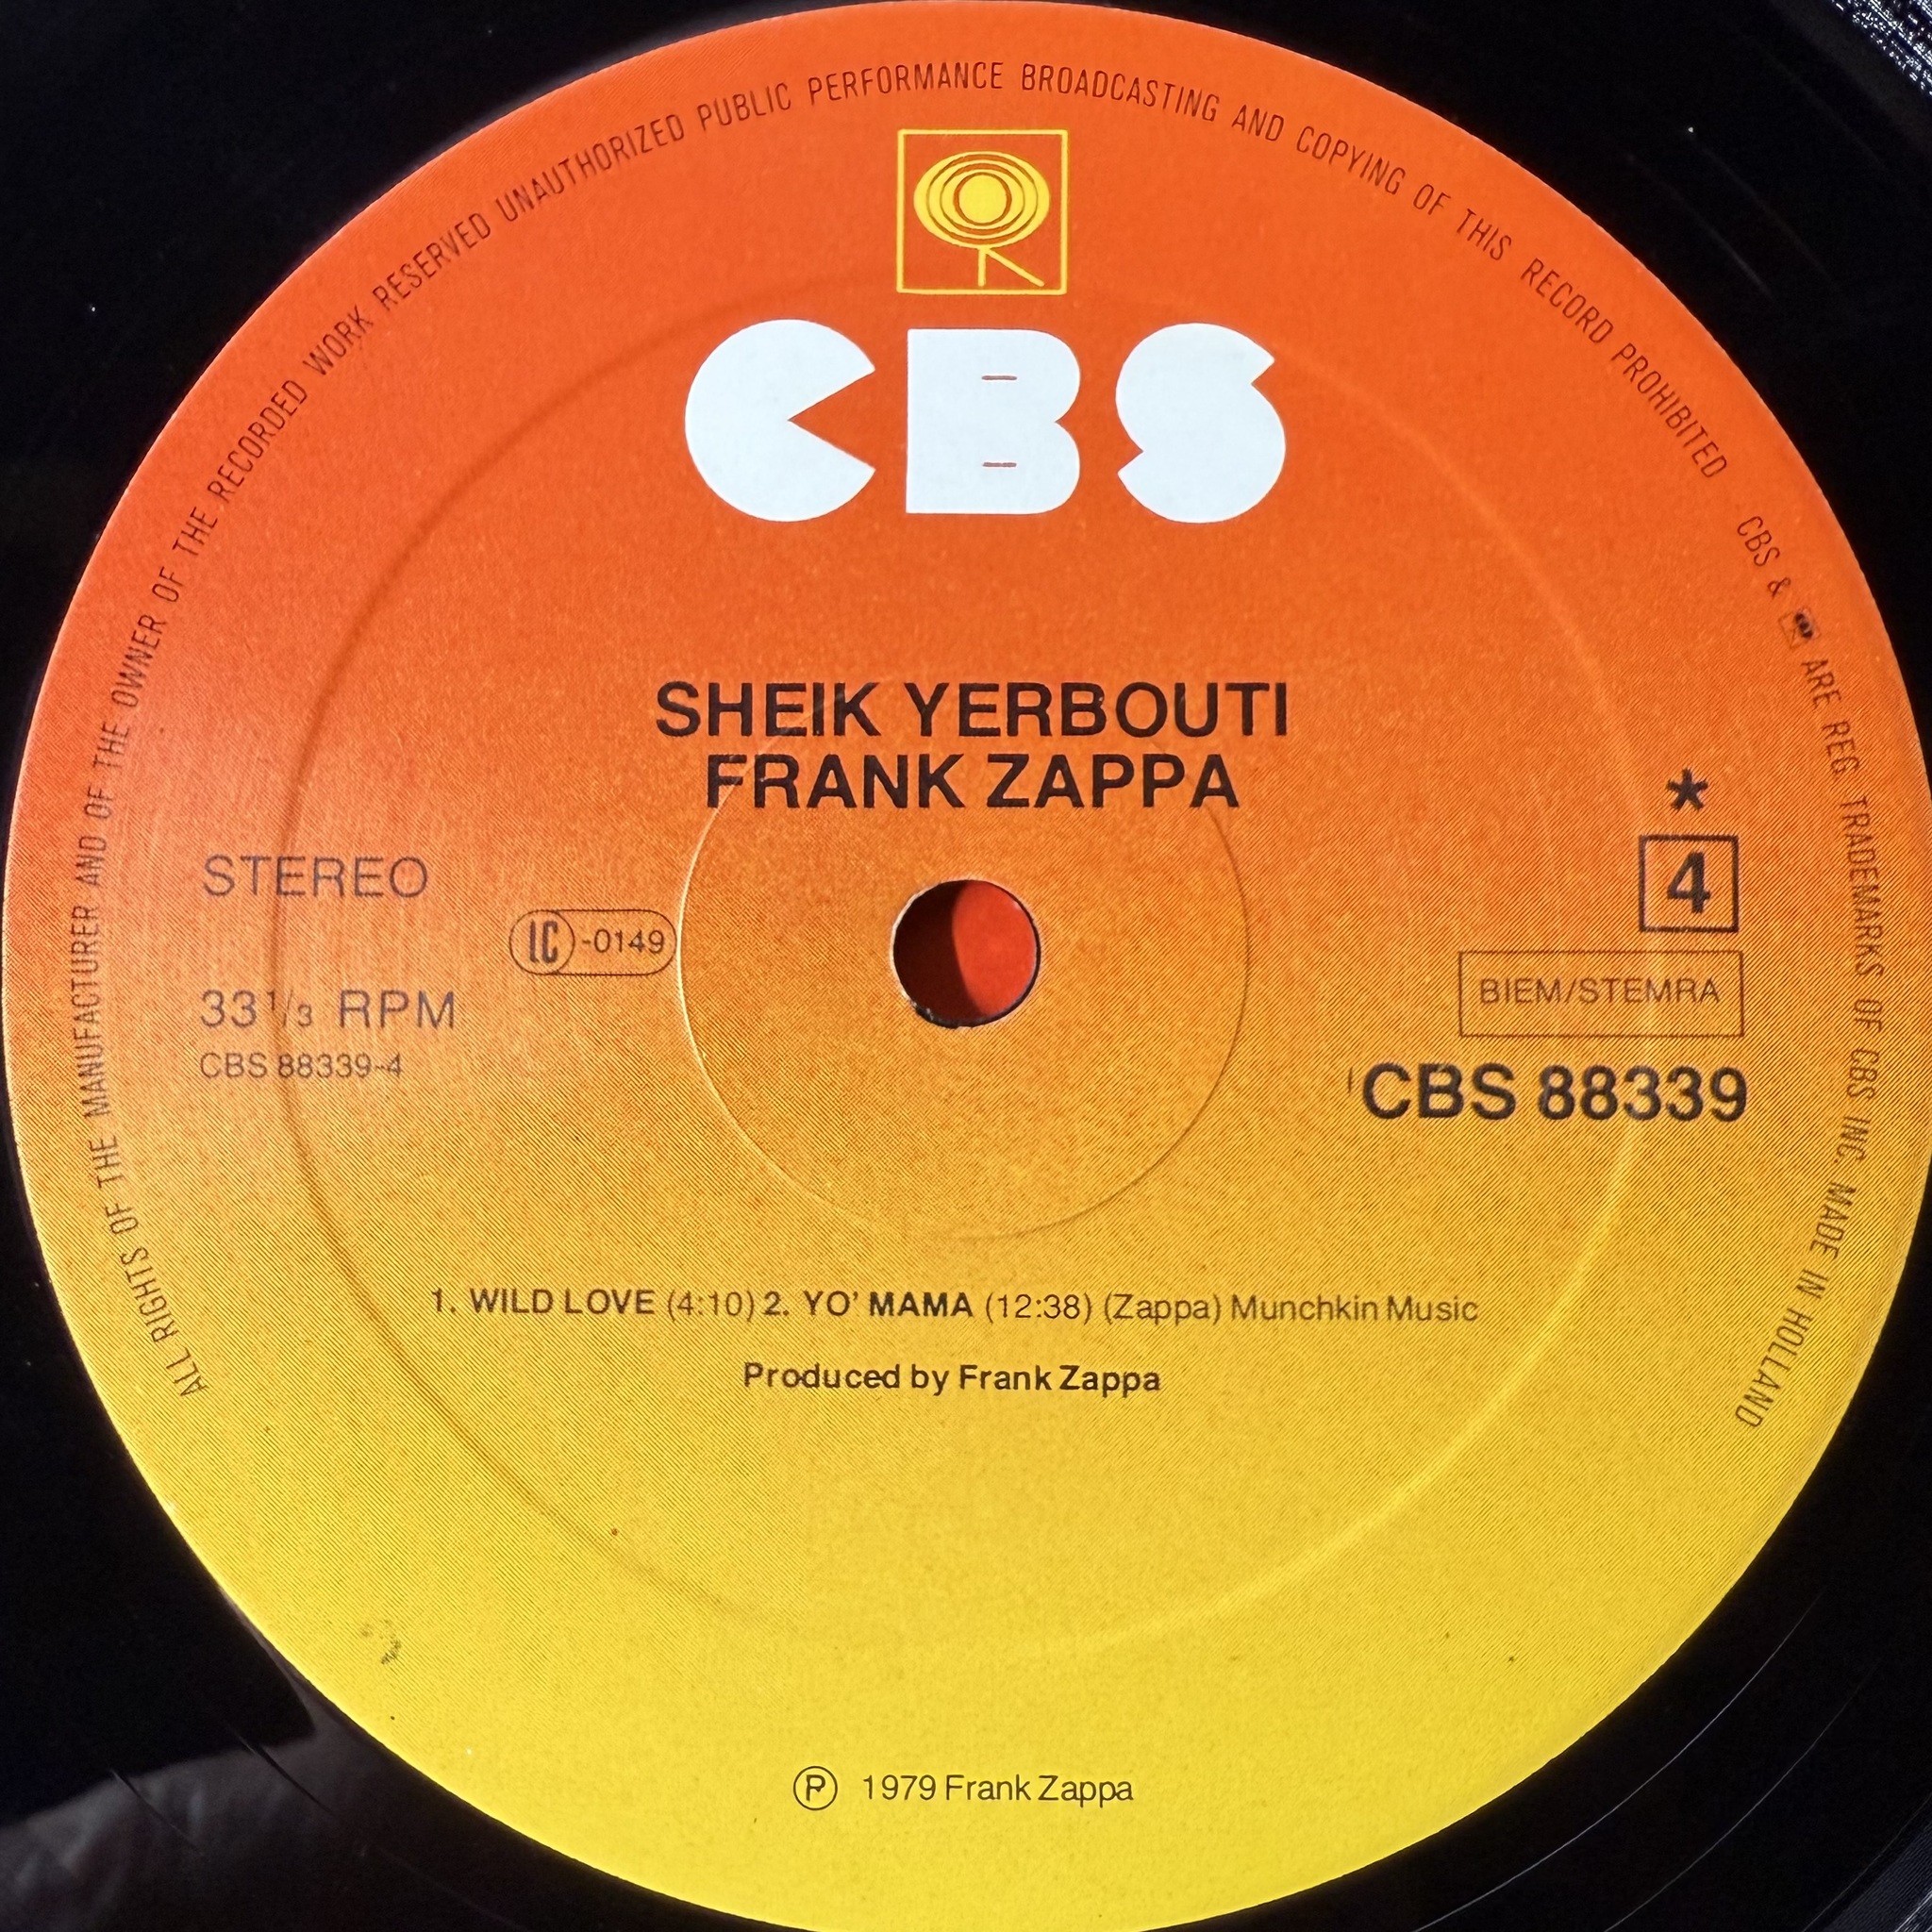 ALL RIGHTS OF THE MANUFACTURER AND OF THE OWNER OF THE RECORDED WORK RESERVED UNAUTHORIZED PUBLIC PERFORMANCE BROADCASTING AND COPYING OF THIS RECORD PROHIBITED CBS & ARE REG. TRADEMARKS OF CBS INC. MADE IN HOLLAND
CBS
SHEIK YERBOUTI
FRANK ZAPPA
*
STEREO
4
LC -0149
BIEM/STEMRA
33 1/3 RPM
CBS 88339-4
CBS 88339
1. WILD LOVE (4:10) 2. YO' MAMA (12:38) (Zappa) Munchkin Music
Produced by Frank Zappa
Ⓟ 1979 Frank Zappa